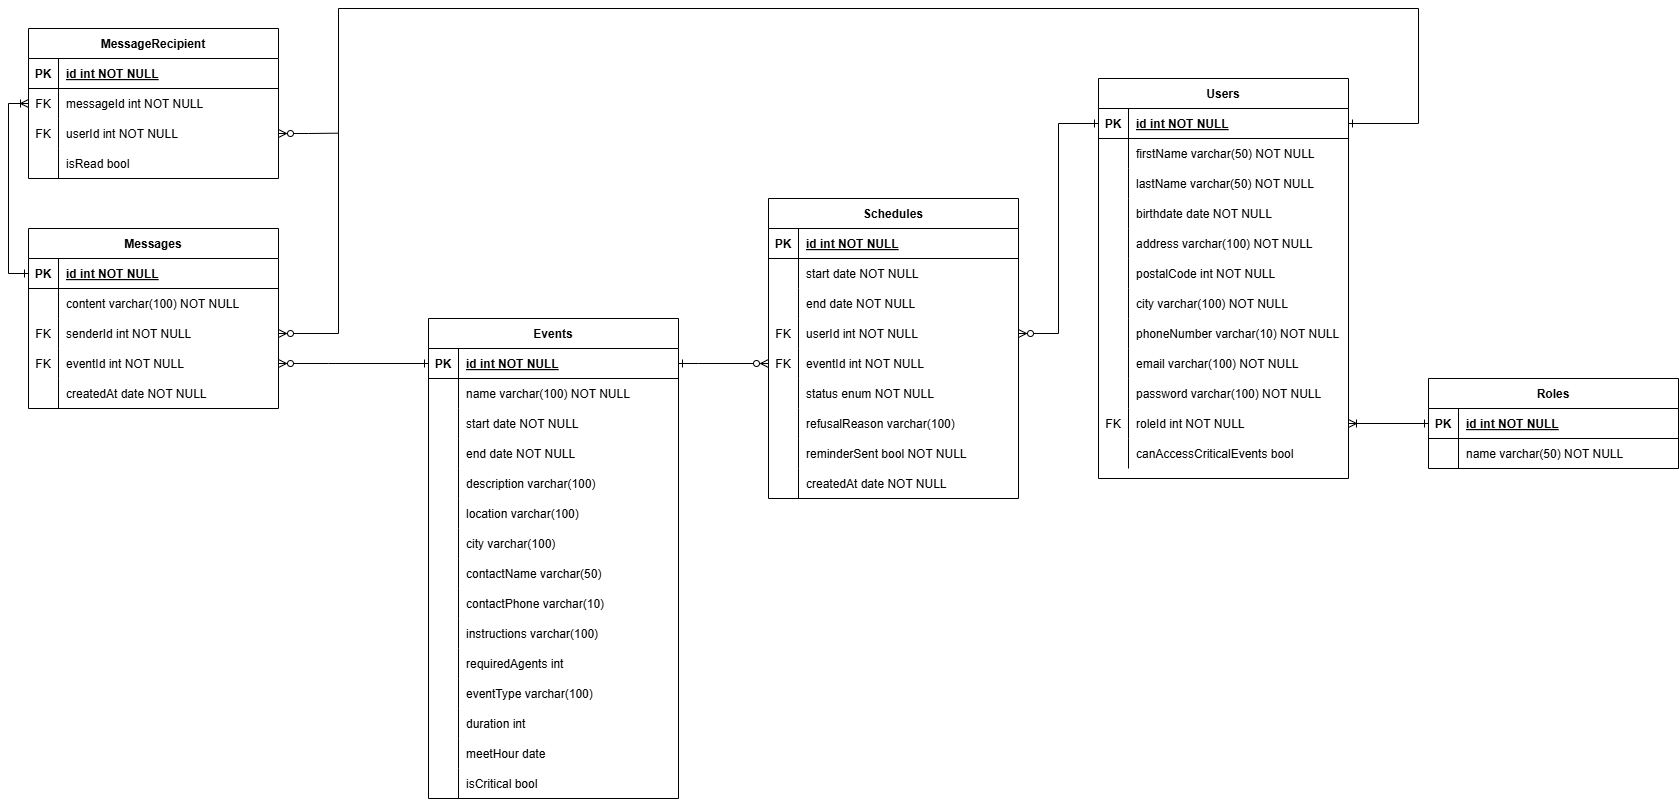 MessageRecipient
PK id int NOT NULL
FK messageId int NOT NULL
FK userId int NOT NULL
isRead bool
Messages
PK id int NOT NULL
content varchar(100) NOT NULL
FK senderId int NOT NULL
FK eventId int NOT NULL
createdAt date NOT NULL
Events
PK id int NOT NULL
name varchar(100) NOT NULL
start date NOT NULL
end date NOT NULL
description varchar(100)
location varchar(100)
city varchar(100)
contactName varchar(50)
contactPhone varchar(10)
instructions varchar(100)
requiredAgents int
eventType varchar(100)
duration int
meetHour date
isCritical bool
Schedules
PK id int NOT NULL
start date NOT NULL
end date NOT NULL
FK userId int NOT NULL
FK eventId int NOT NULL
status enum NOT NULL
refusalReason varchar(100)
reminderSent bool NOT NULL
createdAt date NOT NULL
Users
PK id int NOT NULL
firstName varchar(50) NOT NULL
lastName varchar(50) NOT NULL
birthdate date NOT NULL
address varchar(100) NOT NULL
postalCode int NOT NULL
city varchar(100) NOT NULL
phoneNumber varchar(10) NOT NULL
email varchar(100) NOT NULL
password varchar(100) NOT NULL
FK roleId int NOT NULL
canAccessCriticalEvents bool
Roles
PK id int NOT NULL
name varchar(50) NOT NULL